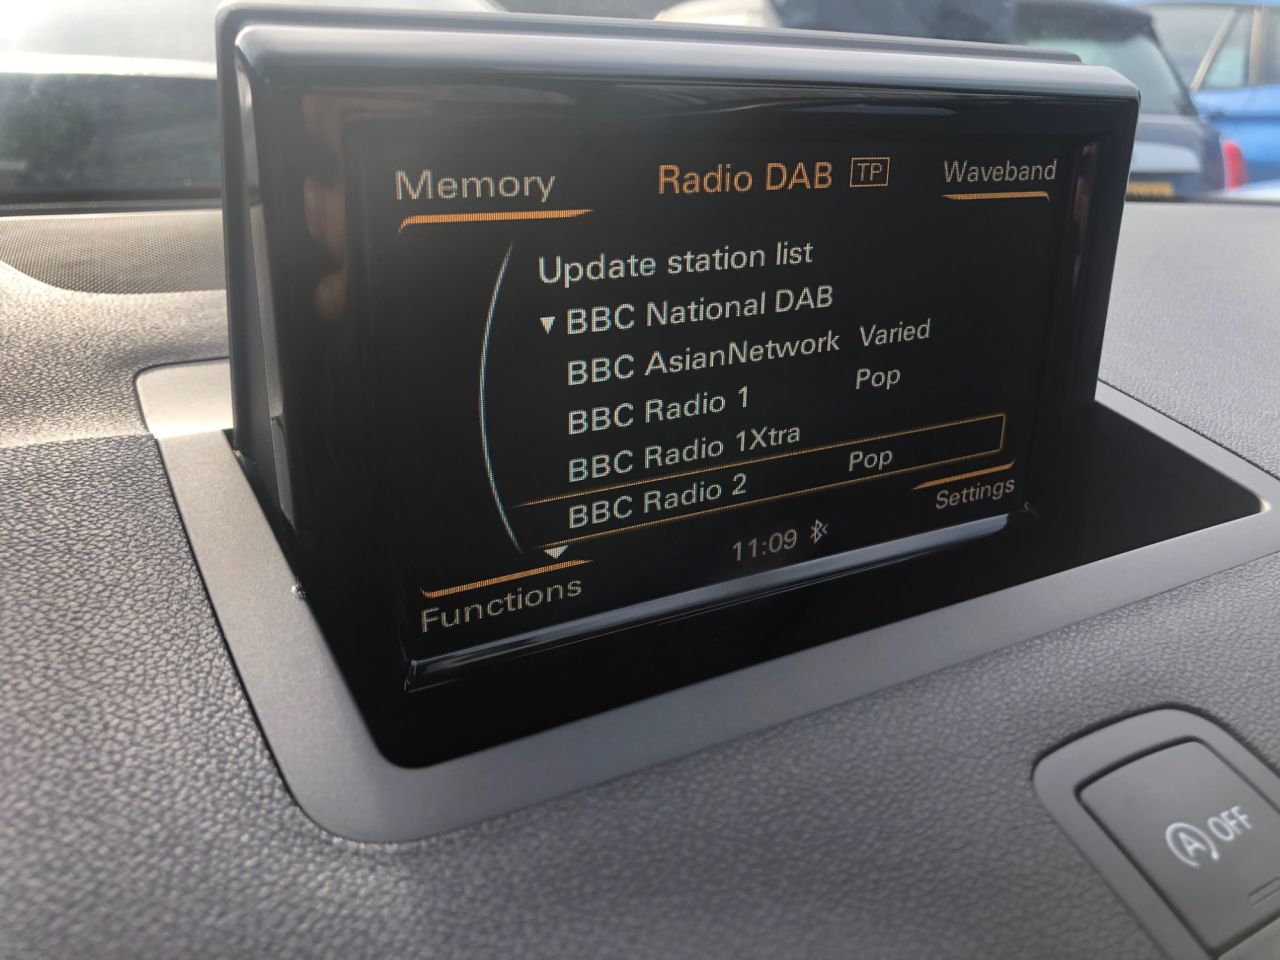 Memory Radio DAB TP Waveband
Update station list
▼ BBC National DAB
BBC AsianNetwork Varied
BBC Radio 1 Pop
BBC Radio 1Xtra
BBC Radio 2 Pop
Settings
11:09
Functions
A OFF